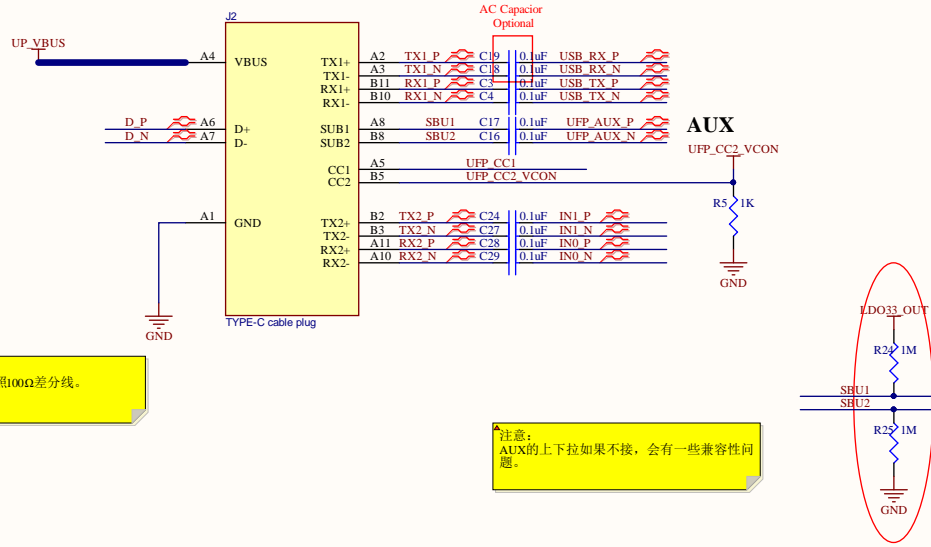 J2
AC Capacior
Optional
UP_VBUS
A4 VBUS
TX1+ A2 TX1_P C19 0.1uF USB_RX_P
TX1- A3 TX1_N C18 0.1uF USB_RX_N
RX1+ B11 RX1_P C3 0.1uF USB_TX_P
RX1- B10 RX1_N C4 0.1uF USB_TX_N
D_P A6 D+ SUB1 A8 SBU1 C17 0.1uF UFP_AUX_P AUX
D_N A7 D- SUB2 B8 SBU2 C16 0.1uF UFP_AUX_N
UFP_CC2_VCON
CC1 A5 UFP_CC1
CC2 B5 UFP_CC2_VCON
R5 1K
A1 GND
TX2+ B2 TX2_P C24 0.1uF IN1_P
TX2- B3 TX2_N C27 0.1uF IN1_N
RX2+ A11 RX2_P C28 0.1uF IN0_P
RX2- A10 RX2_N C29 0.1uF IN0_N
GND
GND
TYPE-C cable plug
LDO33_OUT
R24 1M
SBU1
SBU2
R25 1M
GND
照100Ω差分线。
注意：
AUX的上下拉如果不接，会有一些兼容性问
题。